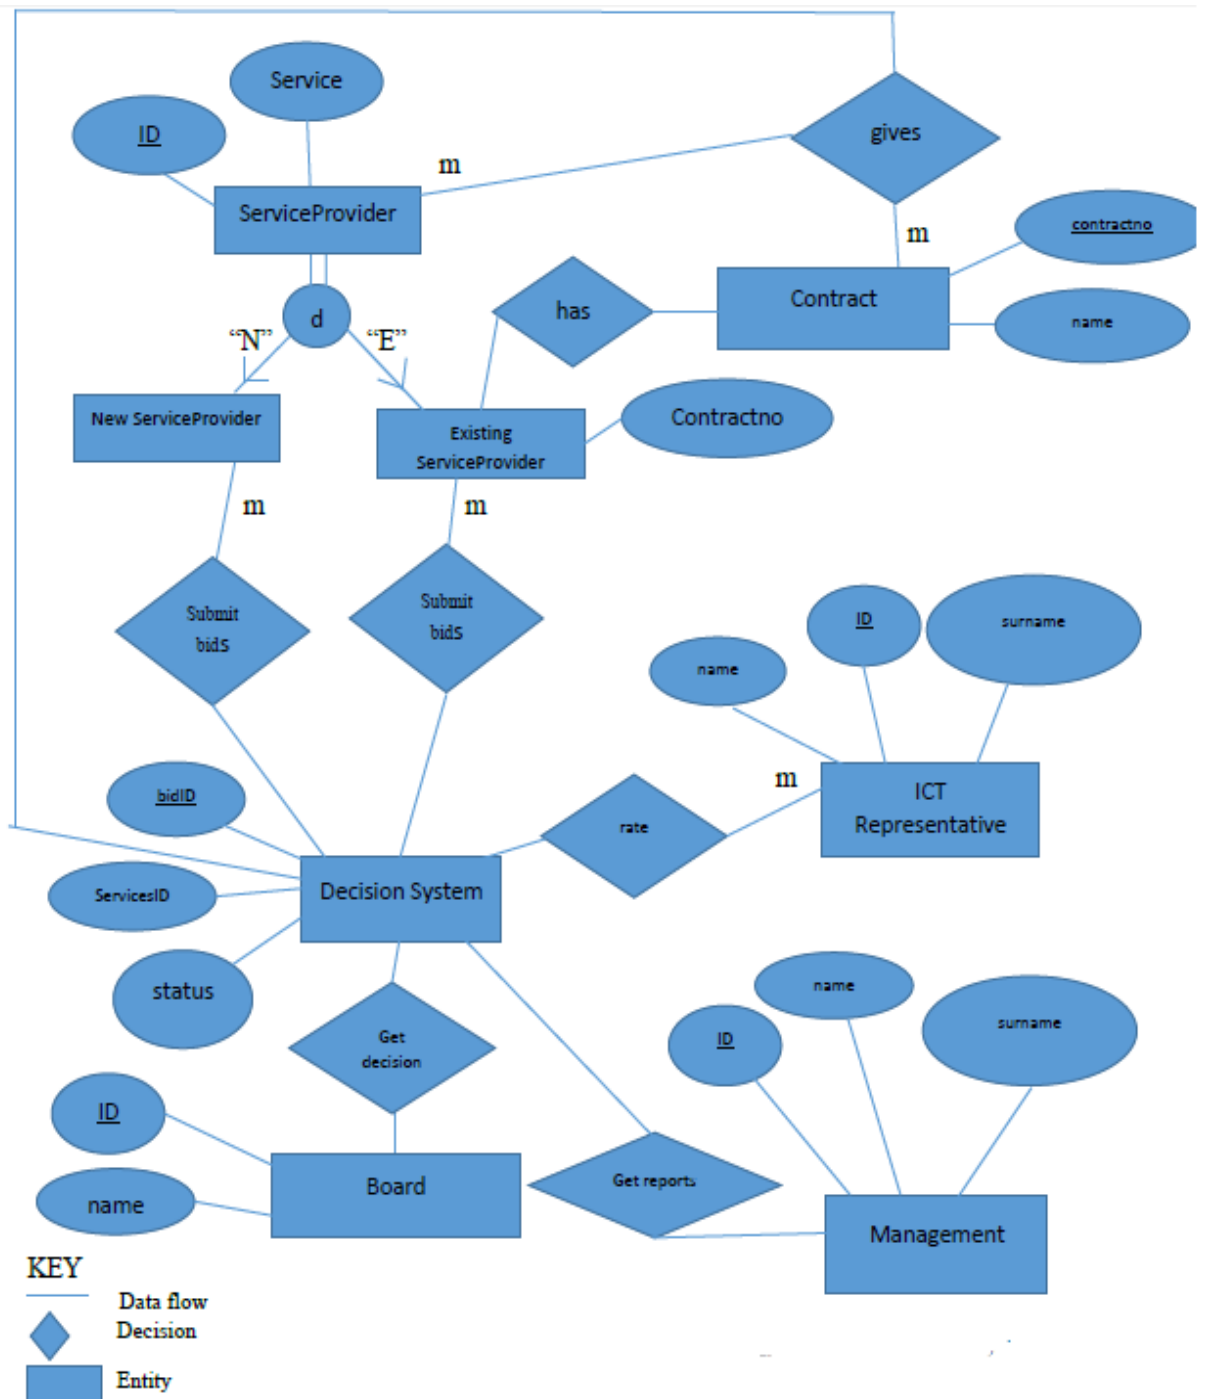 Service
ID
gives
m
ServiceProvider
contractno
m
Contract
has
name
d
“N”
“E”
New ServiceProvider
Contractno
Existing
ServiceProvider
m
m
Submit
bids
Submit
bids
ID
surname
name
m
ICT
Representative
bidID
rate
Decision System
ServicesID
status
name
surname
Get
decision
ID
ID
name
Board
Get reports
Management
KEY
Data flow
Decision
Entity